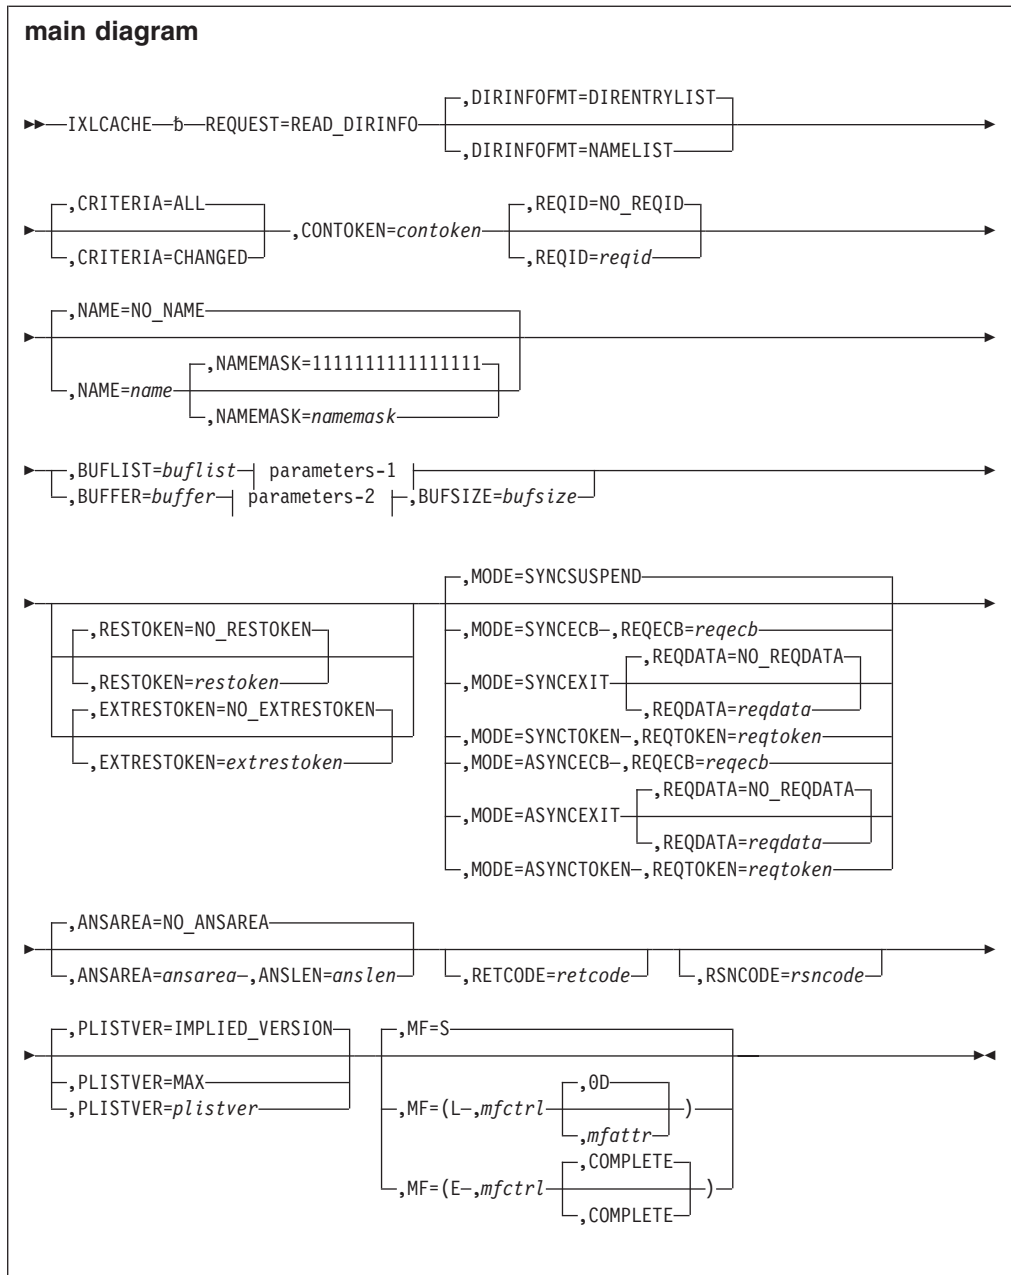 main diagram
,DIRINFOFMT=DIRENTRYLIST
IXLCACHE ƀ REQUEST=READ_DIRINFO
,DIRINFOFMT=NAMELIST
,CRITERIA=ALL
,CRITERIA=CHANGED
,CONTOKEN=contoken
,REQID=NO_REQID
,REQID=reqid
,NAME=NO_NAME
,NAME=name
,NAMEMASK=1111111111111111
,NAMEMASK=namemask
,BUFLIST=buflist parameters-1
,BUFFER=buffer parameters-2 ,BUFSIZE=bufsize
,RESTOKEN=NO_RESTOKEN
,RESTOKEN=restoken
,EXTRESTOKEN=NO_EXTRESTOKEN
,EXTRESTOKEN=extrestoken
,MODE=SYNCSUSPEND
,MODE=SYNCECB ,REQECB=reqecb
,REQDATA=NO_REQDATA
,MODE=SYNCEXIT
,REQDATA=reqdata
,MODE=SYNCTOKEN ,REQTOKEN=reqtoken
,MODE=ASYNCECB ,REQECB=reqecb
,REQDATA=NO_REQDATA
,MODE=ASYNCEXIT
,REQDATA=reqdata
,MODE=ASYNCTOKEN ,REQTOKEN=reqtoken
,ANSAREA=NO_ANSAREA
,ANSAREA=ansarea ,ANSLEN=anslen
,RETCODE=retcode
,RSNCODE=rsncode
,PLISTVER=IMPLIED_VERSION
,PLISTVER=MAX
,PLISTVER=plistver
,MF=S
,0D
,MF=(L ,mfctrl )
,mfattr
,COMPLETE
,MF=(E ,mfctrl )
,COMPLETE